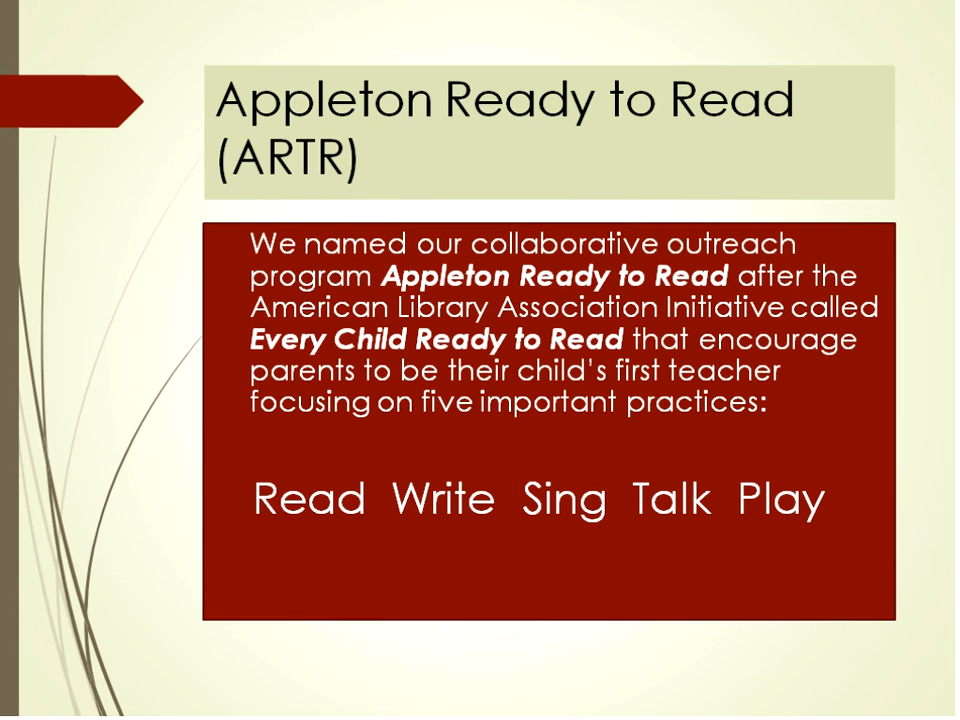 Appleton Ready to Read
(ARTR)
We named our collaborative outreach
program Appleton Ready to Read after the
American Library Association Initiative called
Every Child Ready to Read that encourage
parents to be their child's first teacher
focusing on five important practices:
Read Write Sing Talk Play